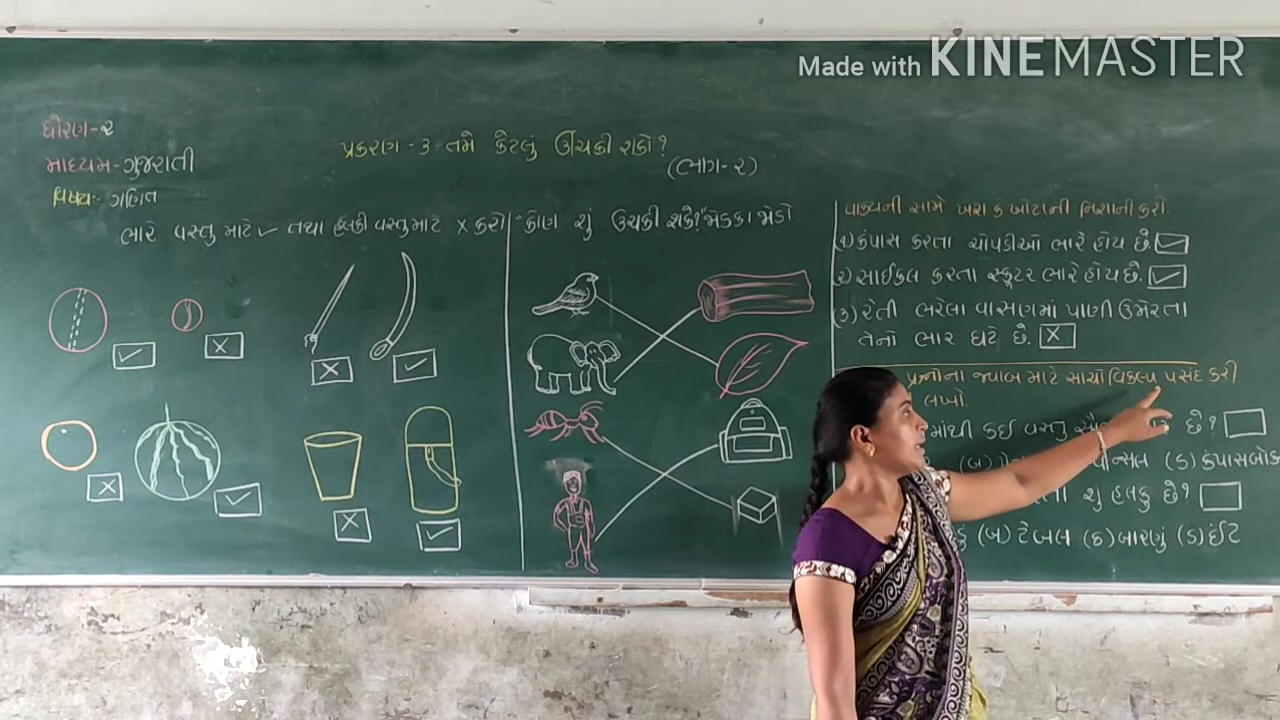 Made with KINEMASTER
ધોરણ-૨
માધ્યમ-ગુજરાતી
વિષય:- ગણિત
પ્રકરણ-૩ તમે કેટલું ઊંચકી શકો?
(ભાગ-૨)
ભારે વસ્તુ માટે ✓ તથા હલકી વસ્તુ માટે × કરો
"કોણ શું ઉચકી શકે?" જોડકા જોડો.
વાક્યની સામે ખરા કે ખોટાની નિશાની કરો.
(૧) કંપાસ કરતા ચોપડીઓ ભારે હોય છે. ✓
(૨) સાઈકલ કરતા સ્કૂટર ભારે હોય છે. ✓
(૩) રેતી ભરેલા વાસણમાં પાણી ઉમેરતા
તેનો ભાર ઘટે છે. ×
પ્રશ્નોના જવાબ માટે સાચો વિકલ્પ પસંદ કરી
લખો.
માંથી કઈ વસ્તુ છે?
(બ) (ડ) કંપાસબોક્સ
શું હલકુ છે?
(બ) ટેબલ (ક) બારણું (ડ) ઈંટ